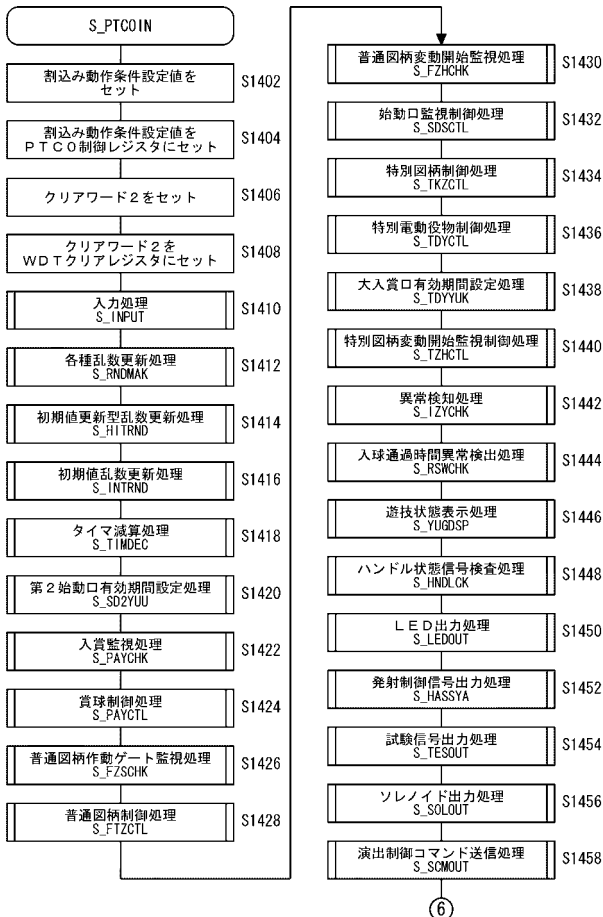 S_PTCOIN
割込み動作条件設定値を
セット
S1402
割込み動作条件設定値を
PTC0制御レジスタにセット
S1404
クリアワード2をセット
S1406
クリアワード2を
WDTクリアレジスタにセット
S1408
入力処理
S_INPUT
S1410
各種乱数更新処理
S_RNDMAK
S1412
初期値更新型乱数更新処理
S_HITRND
S1414
初期値乱数更新処理
S_INTRND
S1416
タイマ減算処理
S_TIMDEC
S1418
第2始動口有効期間設定処理
S_SD2YUU
S1420
入賞監視処理
S_PAYCHK
S1422
賞球制御処理
S_PAYCTL
S1424
普通図柄作動ゲート監視処理
S_FZSCHK
S1426
普通図柄制御処理
S_FTZCTL
S1428
普通図柄変動開始監視処理
S_FZHCHK
S1430
始動口監視制御処理
S_SDSCTL
S1432
特別図柄制御処理
S_TKZCTL
S1434
特別電動役物制御処理
S_TDYCTL
S1436
大入賞口有効期間設定処理
S_TDYYUK
S1438
特別図柄変動開始監視制御処理
S_TZHCTL
S1440
異常検知処理
S_IZYCHK
S1442
入球通過時間異常検出処理
S_RSWCHK
S1444
遊技状態表示処理
S_YUGDSP
S1446
ハンドル状態信号検査処理
S_HNDLCK
S1448
LED出力処理
S_LEDOUT
S1450
発射制御信号出力処理
S_HASSYA
S1452
試験信号出力処理
S_TESOUT
S1454
ソレノイド出力処理
S_SOLOUT
S1456
演出制御コマンド送信処理
S_SCMOUT
S1458
6